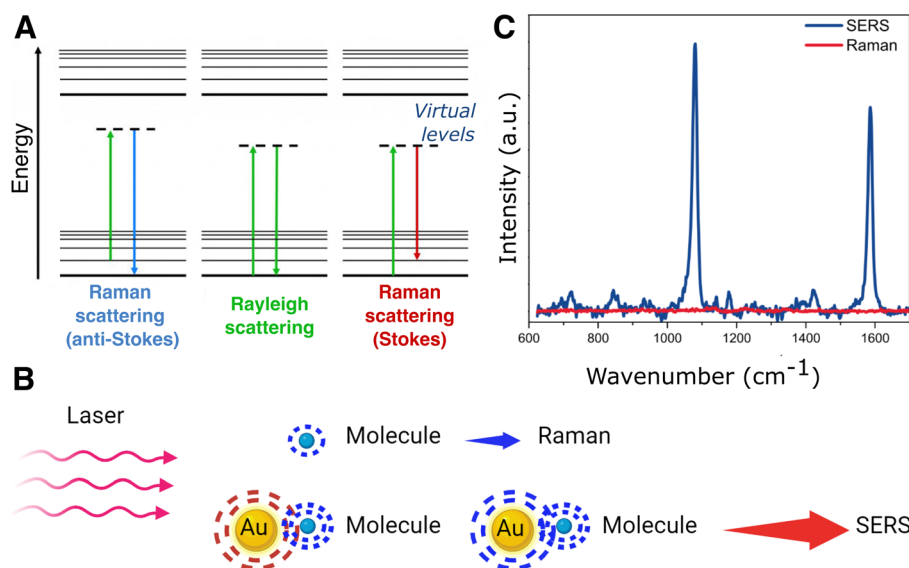 A
Energy
Virtual
levels
Raman
scattering
(anti-Stokes)
Rayleigh
scattering
Raman
scattering
(Stokes)
C
SERS
Raman
Intensity (a.u.)
600 800 1000 1200 1400 1600
Wavenumber (cm⁻¹)
B
Laser
Molecule Raman
Au Molecule Au Molecule SERS